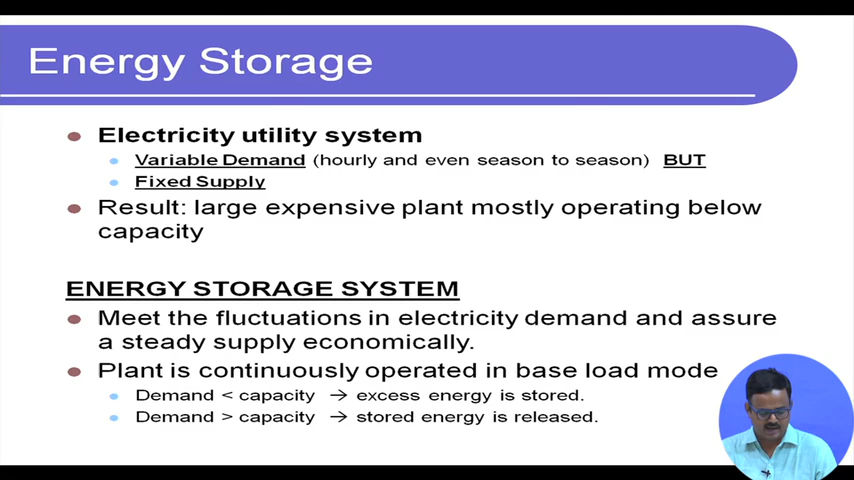 Energy Storage
Electricity utility system
Variable Demand (hourly and even season to season) BUT
Fixed Supply
Result: large expensive plant mostly operating below
capacity
ENERGY STORAGE SYSTEM
Meet the fluctuations in electricity demand and assure
a steady supply economically.
Plant is continuously operated in base load mode
Demand < capacity → excess energy is stored.
Demand > capacity → stored energy is released.